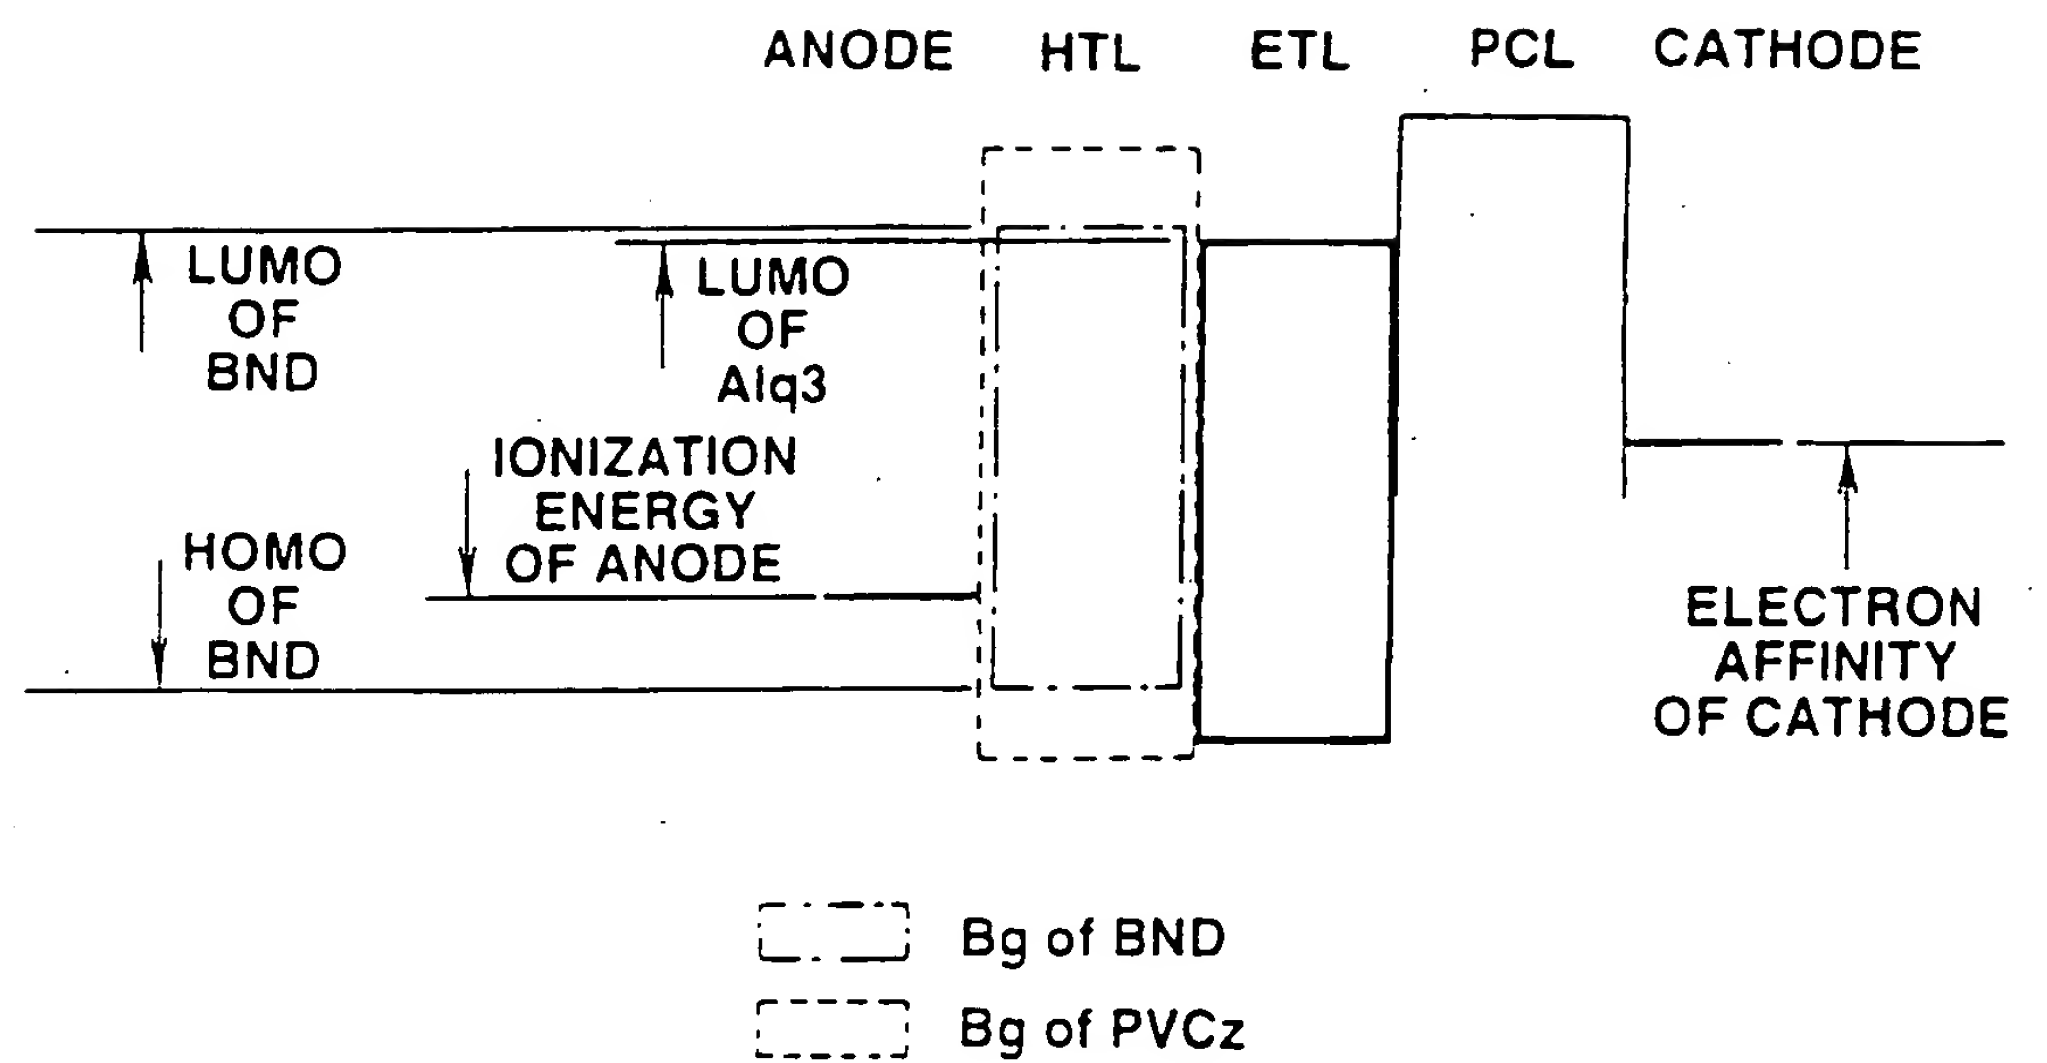 ANODE HTL ETL PCL CATHODE
LUMO
OF
BND
LUMO
OF
Alq3
IONIZATION
ENERGY
OF ANODE
HOMO
OF
BND
ELECTRON
AFFINITY
OF CATHODE
Bg of BND
Bg of PVCz